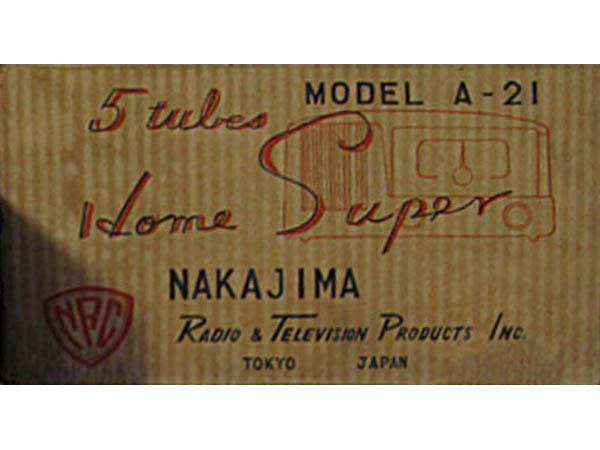 MODEL A-21
5 tubes
Home Super
NAKAJIMA
RADIO & TELEVISION PRODUCTS INC.
NRC
TOKYO JAPAN